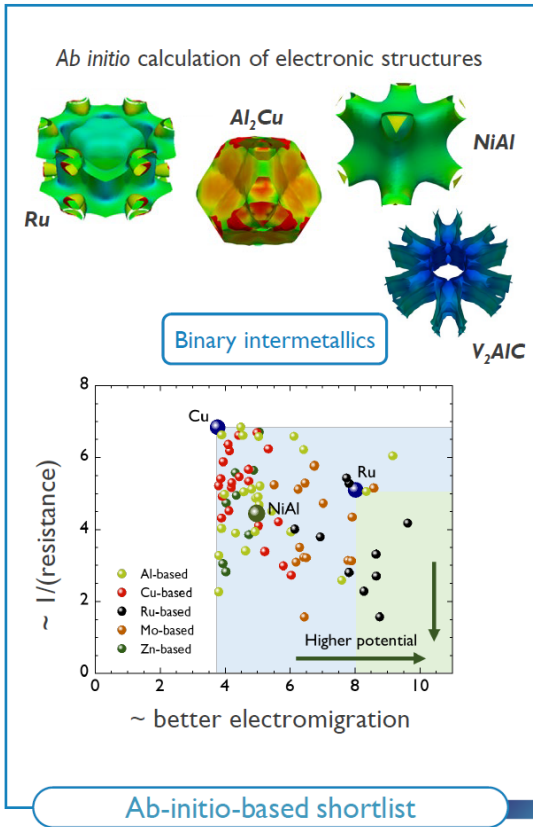 Ab initio calculation of electronic structures
Al2Cu
NiAl
Ru
V2AlC
Binary intermetallics
Cu
Ru
NiAl
Al-based
Cu-based
Ru-based
Mo-based
Zn-based
Higher potential
8
6
4
2
0
0 2 4 6 8 10
~ 1/(resistance)
~ better electromigration
Ab-initio-based shortlist